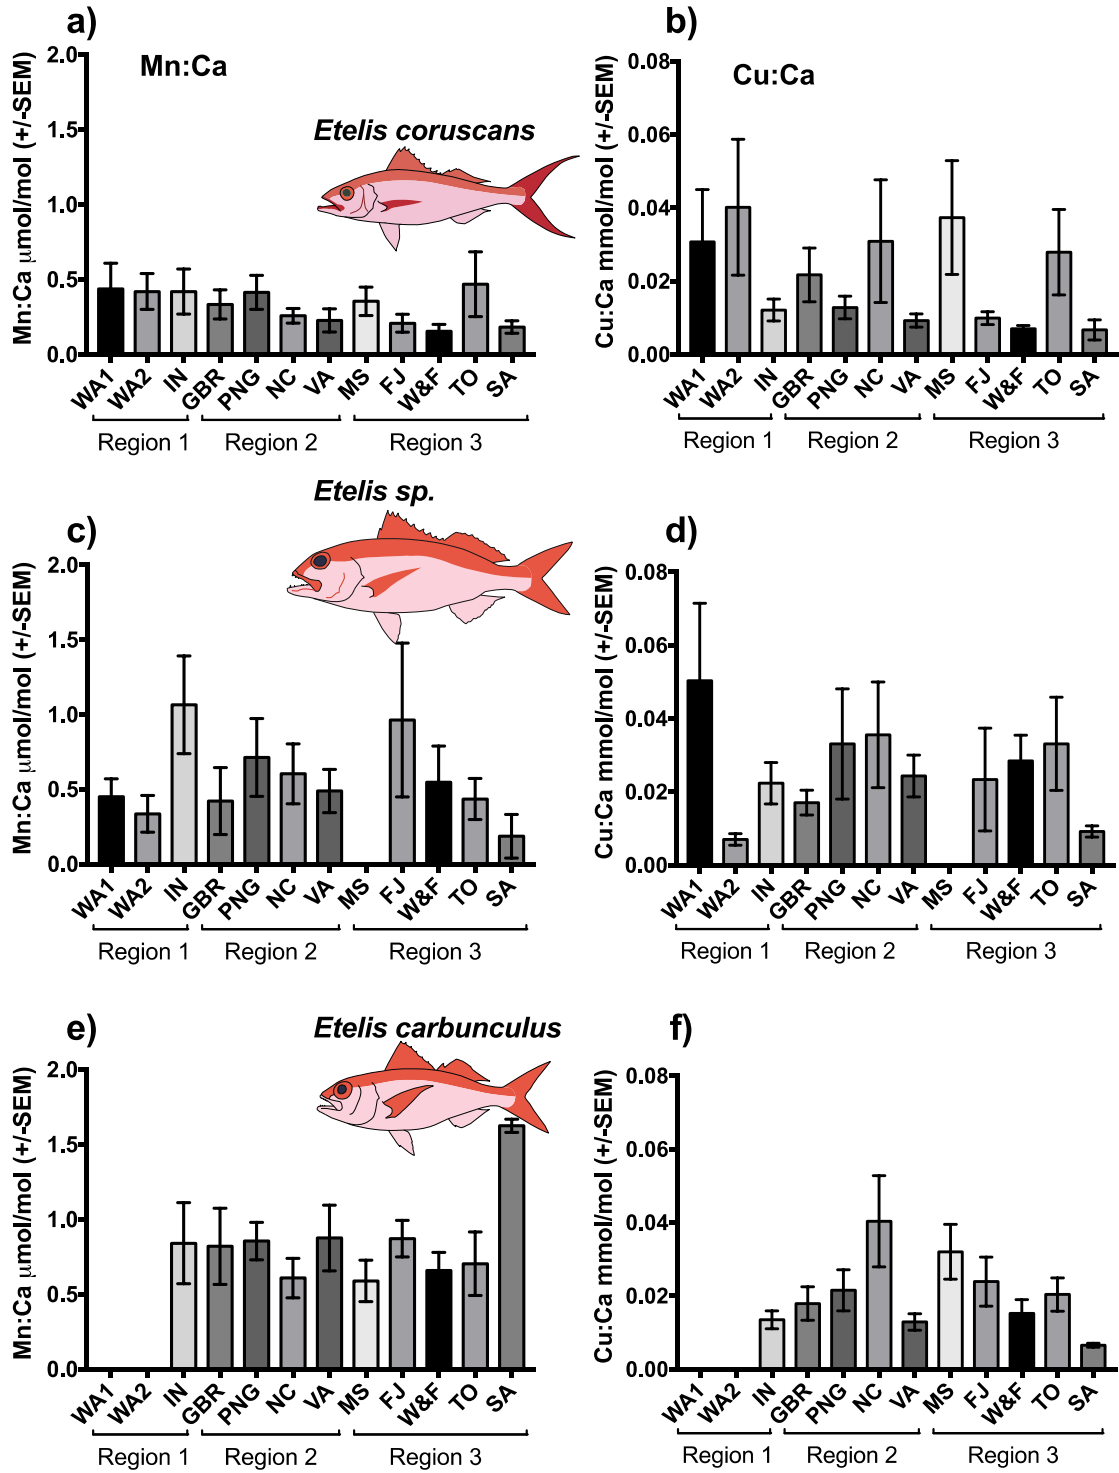 a)
Mn:Ca
Etelis coruscans
Mn:Ca μmol/mol (+/-SEM)
2.0
1.5
1.0
0.5
0.0
WA1 WA2 IN GBR PNG NC VA MS FJ W&F TO SA
Region 1 Region 2 Region 3
b)
Cu:Ca
Cu:Ca mmol/mol (+/-SEM)
0.08
0.06
0.04
0.02
0.00
WA1 WA2 IN GBR PNG NC VA MS FJ W&F TO SA
Region 1 Region 2 Region 3
c)
Etelis sp.
Mn:Ca μmol/mol (+/-SEM)
2.0
1.5
1.0
0.5
0.0
WA1 WA2 IN GBR PNG NC VA MS FJ W&F TO SA
Region 1 Region 2 Region 3
d)
Cu:Ca mmol/mol (+/-SEM)
0.08
0.06
0.04
0.02
0.00
WA1 WA2 IN GBR PNG NC VA MS FJ W&F TO SA
Region 1 Region 2 Region 3
e)
Etelis carbunculus
Mn:Ca μmol/mol (+/-SEM)
2.0
1.5
1.0
0.5
0.0
WA1 WA2 IN GBR PNG NC VA MS FJ W&F TO SA
Region 1 Region 2 Region 3
f)
Cu:Ca mmol/mol (+/-SEM)
0.08
0.06
0.04
0.02
0.00
WA1 WA2 IN GBR PNG NC VA MS FJ W&F TO SA
Region 1 Region 2 Region 3